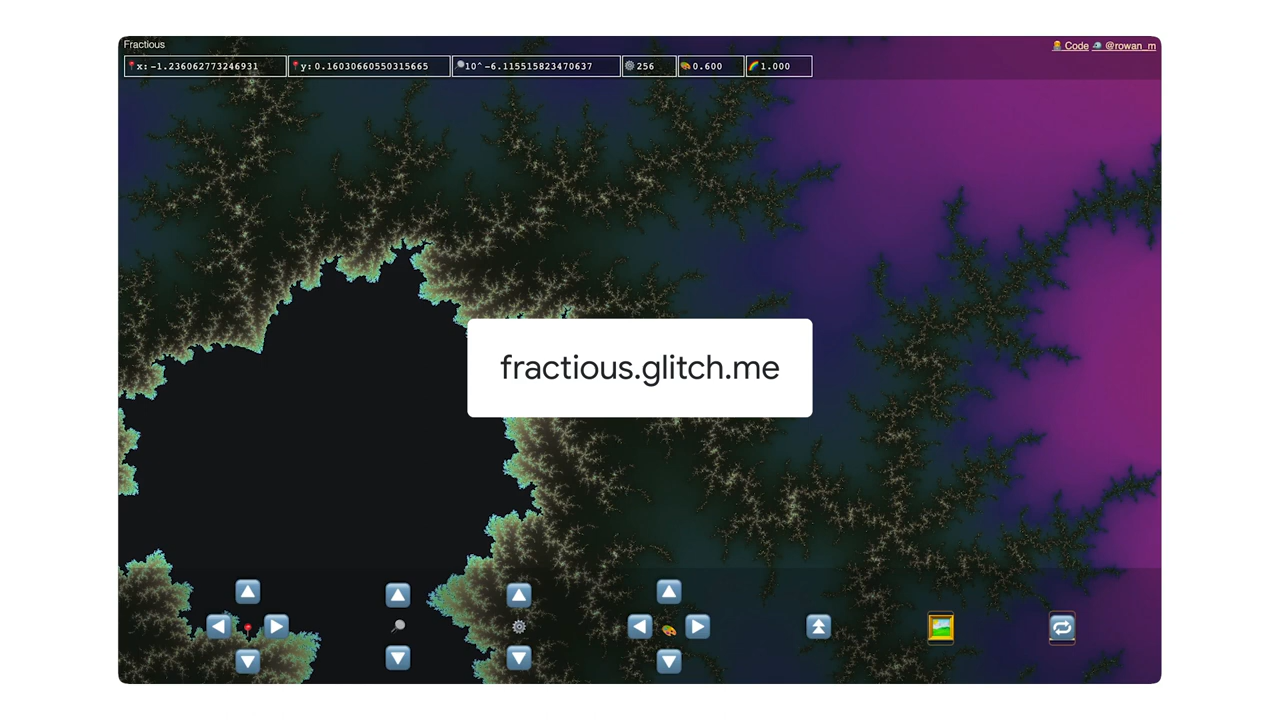 Fractious
Code @rowan_m
x: -1.236062773246931 y: 0.16030660550315665 10^ -6.115515823470637 256 0.600 1.000
fractious.glitch.me